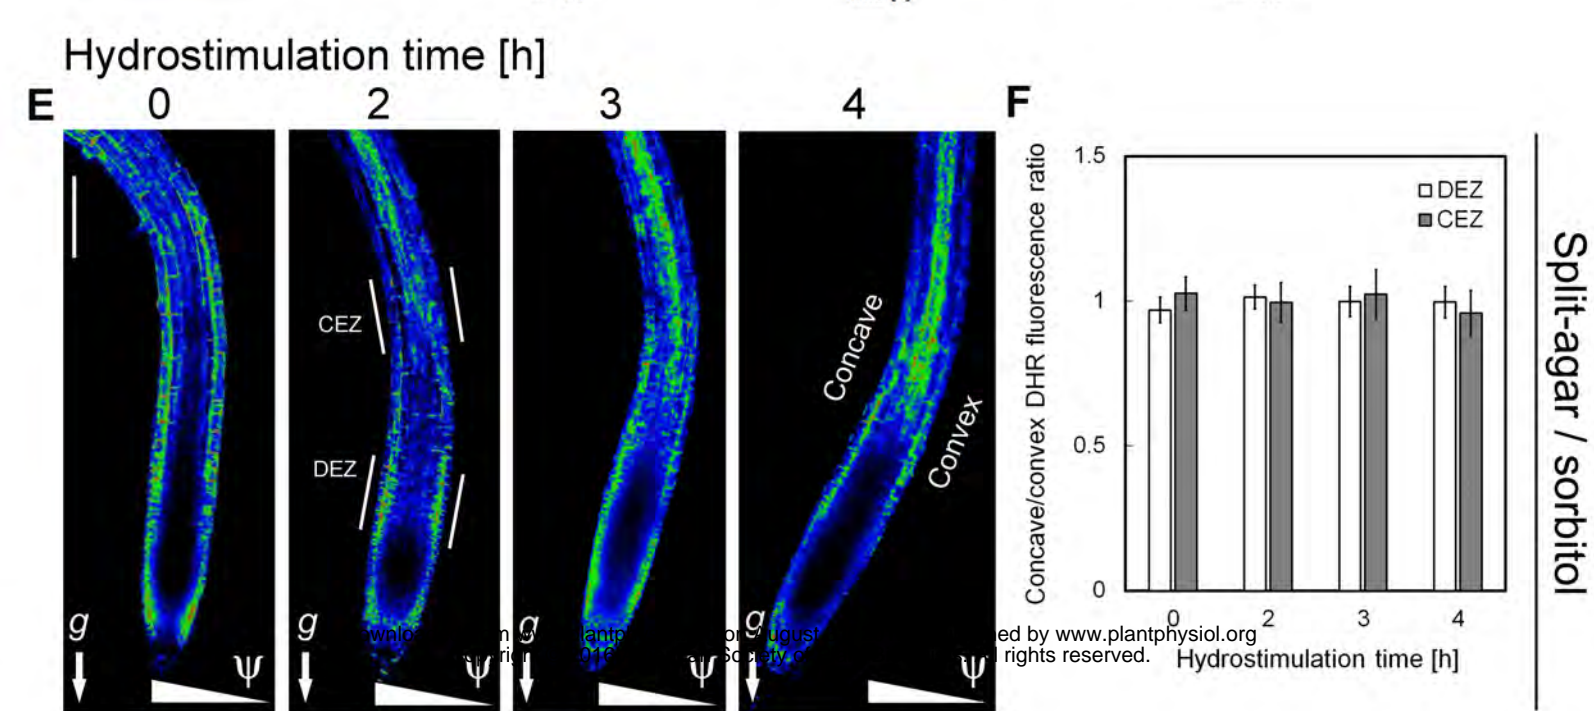 Hydrostimulation time [h]
E
0
2
3
4
CEZ
DEZ
Concave
Convex
g
ψ
g
ψ
g
ψ
g
ψ
F
Concave/convex DHR fluorescence ratio
1.5
1
0.5
0
DEZ
CEZ
0
2
3
4
Hydrostimulation time [h]
Split-agar / sorbitol
by www.plantphysiol.org
rights reserved.